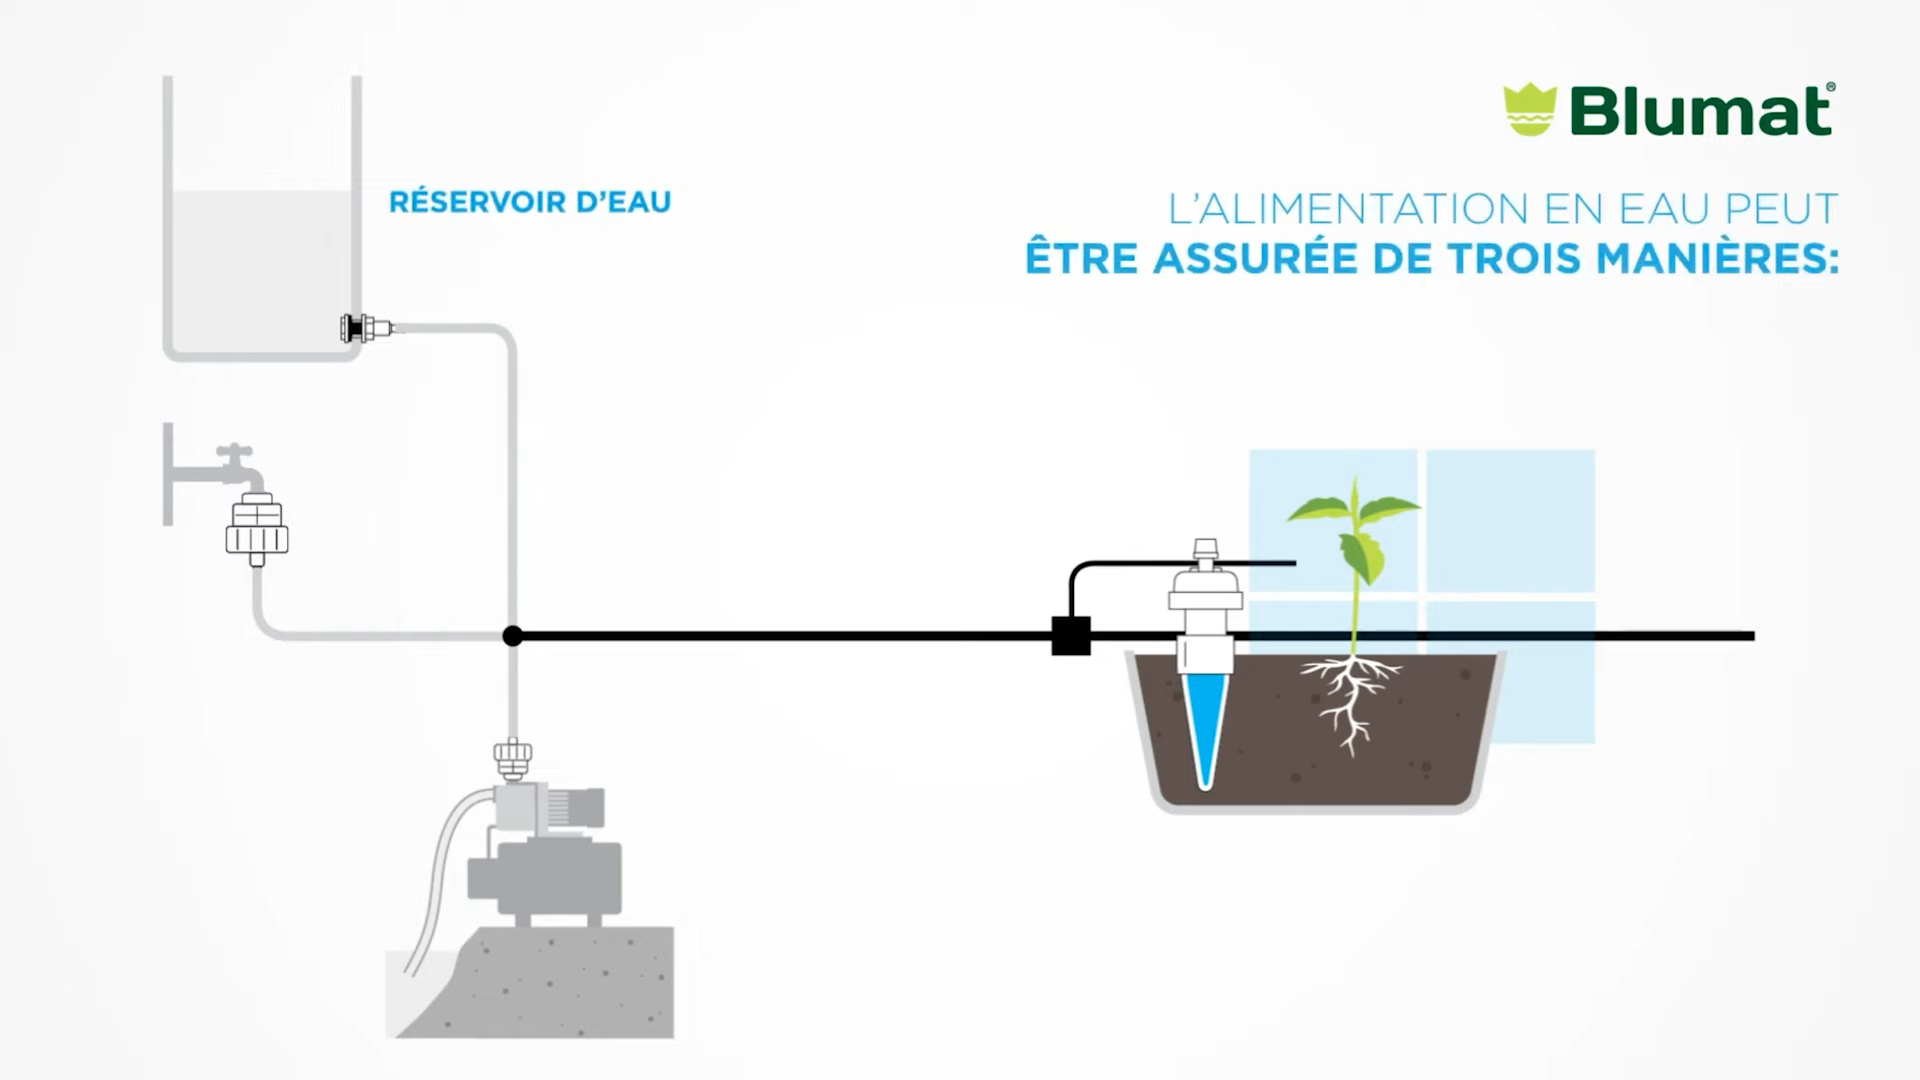 Blumat®
L'ALIMENTATION EN EAU PEUT
ÊTRE ASSURÉE DE TROIS MANIÈRES:
RÉSERVOIR D'EAU